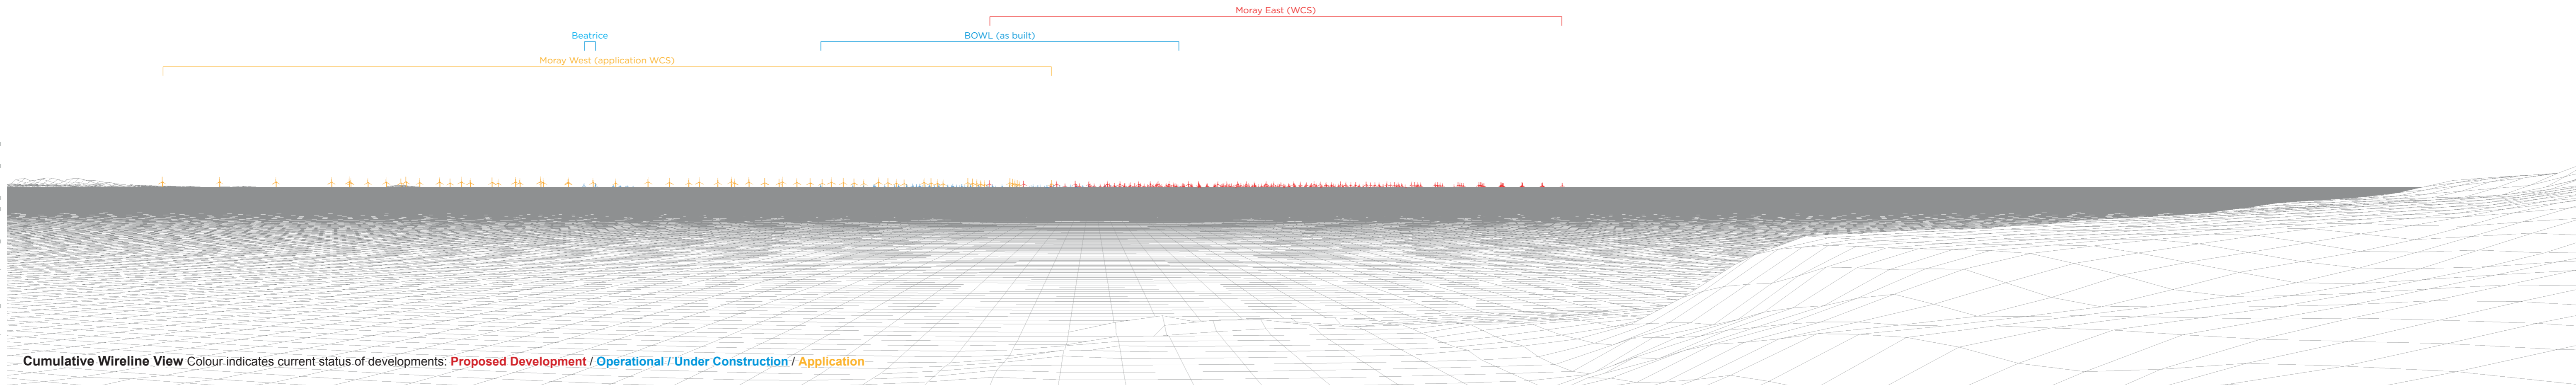 Moray East (WCS)
Beatrice
BOWL (as built)
Moray West (application WCS)
Cumulative Wireline View Colour indicates current status of developments: Proposed Development / Operational / Under Construction / Application